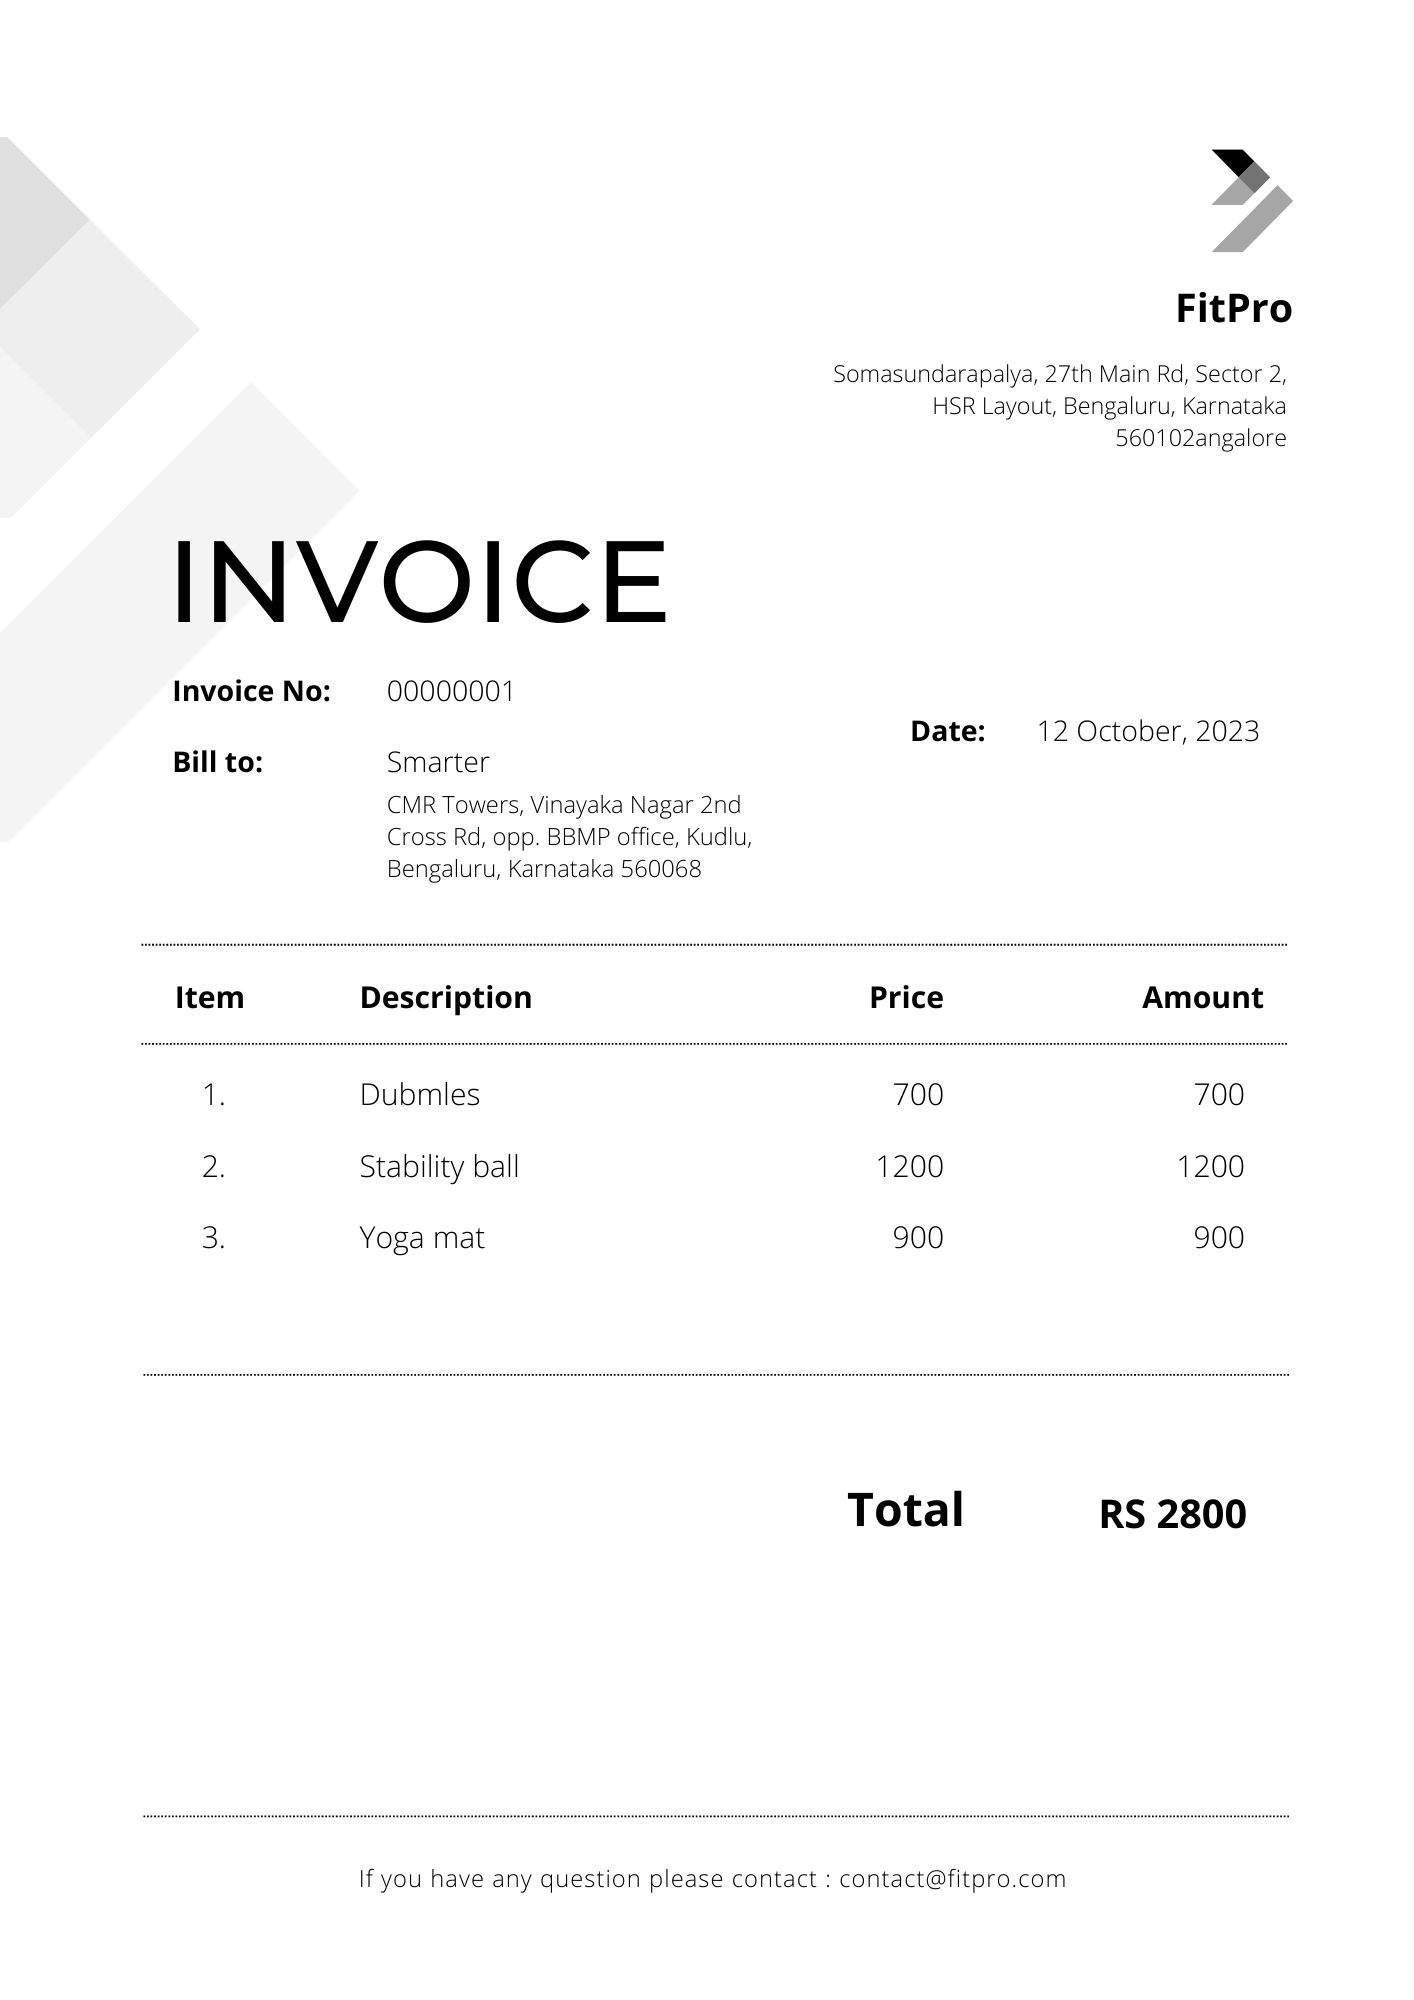 FitPro
Somasundarapalya, 27th Main Rd, Sector 2,
HSR Layout, Bengaluru, Karnataka
560102angalore
INVOICE
Invoice No: 00000001
Date: 12 October, 2023
Bill to: Smarter
CMR Towers, Vinayaka Nagar 2nd
Cross Rd, opp. BBMP office, Kudlu,
Bengaluru, Karnataka 560068
Item Description Price Amount
1. Dubmles 700 700
2. Stability ball 1200 1200
3. Yoga mat 900 900
Total RS 2800
If you have any question please contact : contact@fitpro.com